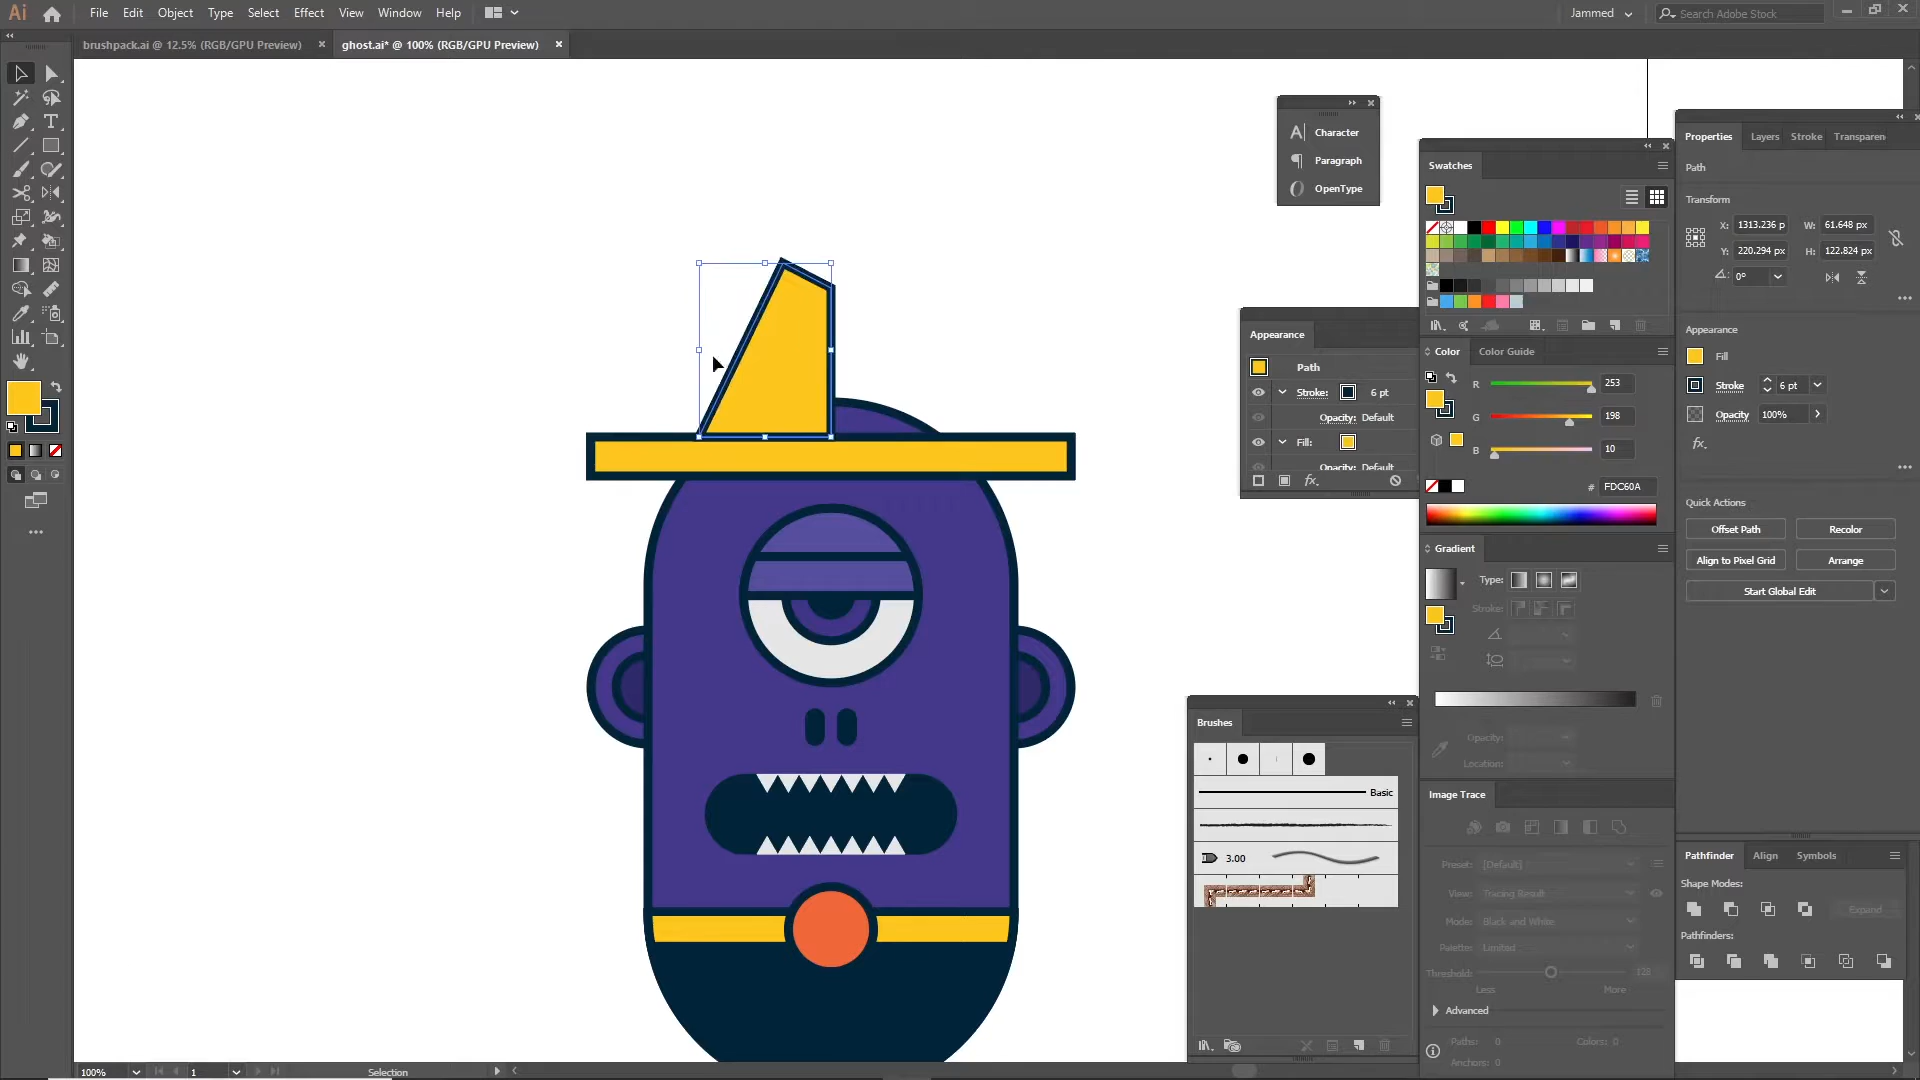 Ai File Edit Object Type Select Effect View Window Help Jammed Search Adobe Stock
brushpack.ai @ 12.5% (RGB/GPU Preview) × ghost.ai* @ 100% (RGB/GPU Preview) ×
Character
Paragraph
OpenType
Swatches
Properties Layers Stroke Transparen
Path
Transform
X: 1313.236 p W: 61.648 px
Y: 220.294 px H: 122.824 px
0°
Appearance
Path
Stroke: 6 pt
Opacity: Default
Fill:
Opacity: Default
Color Color Guide
R 253
G 198
B 10
# FDC60A
Appearance
Fill
Stroke 6 pt
Opacity 100%
fx.
Quick Actions
Offset Path Recolor
Align to Pixel Grid Arrange
Start Global Edit
Gradient
Type:
Stroke:
Opacity:
Location:
Brushes
Basic
3.00
Image Trace
Preset: [Default]
View: Tracing Result
Mode: Black and White
Palette: Limited
Threshold: 128
Less More
Advanced
Paths: 0 Colors: 0
Anchors: 0
Pathfinder Align Symbols
Shape Modes:
Expand
Pathfinders:
100% 1 Selection